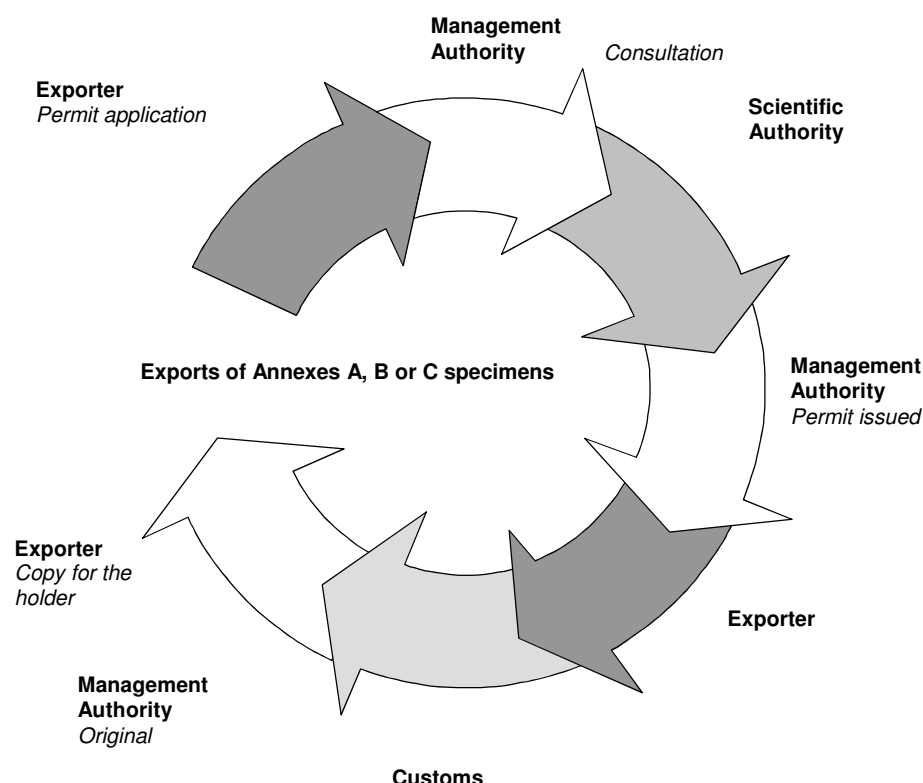 Management
Authority
Consultation
Exporter
Permit application
Scientific
Authority
Exports of Annexes A, B or C specimens
Management
Authority
Permit issued
Exporter
Copy for the
holder
Exporter
Management
Authority
Original
Customs